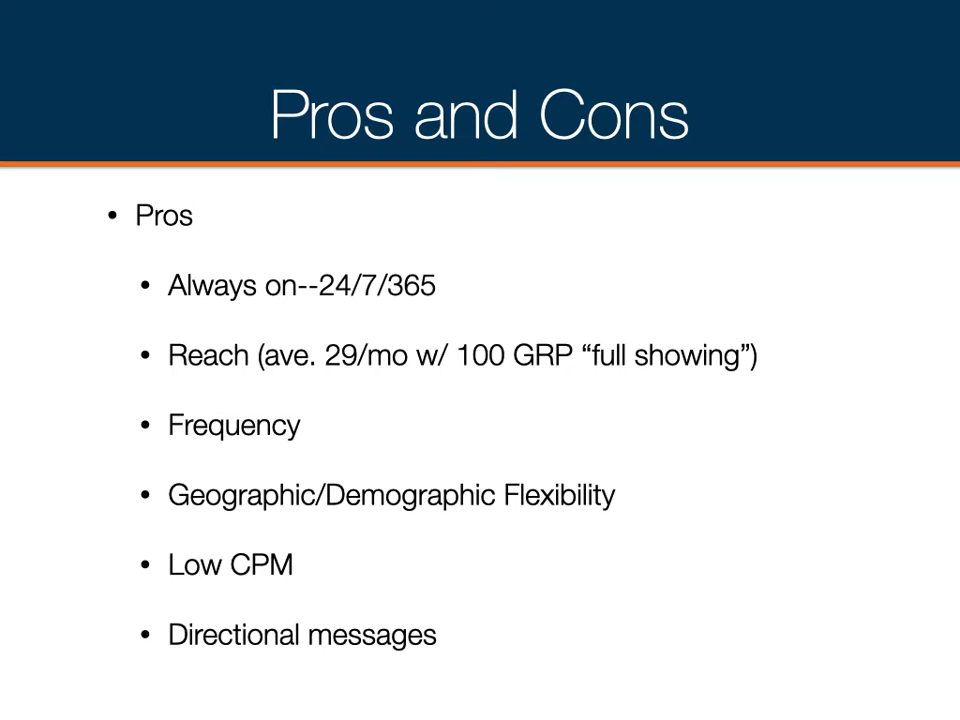 Pros and Cons
• Pros
• Always on--24/7/365
• Reach (ave. 29/mo w/ 100 GRP “full showing”)
• Frequency
• Geographic/Demographic Flexibility
• Low CPM
• Directional messages